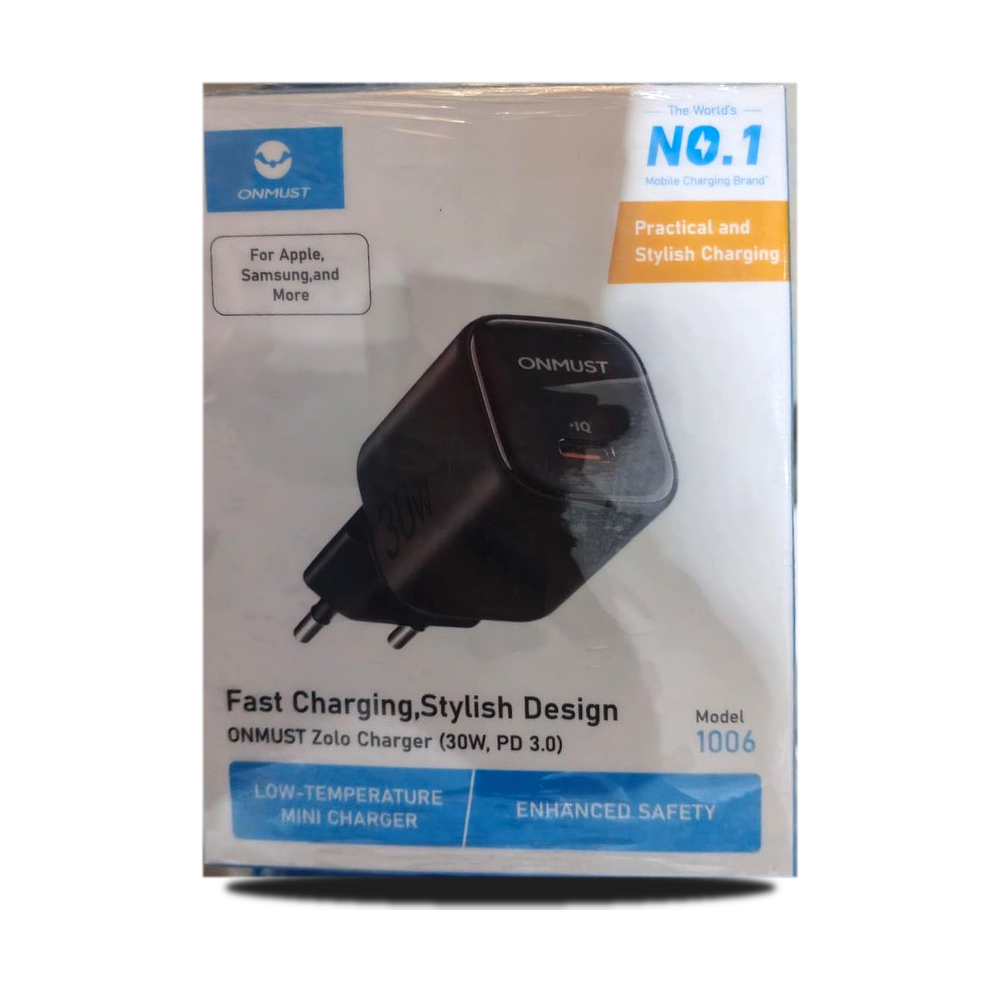 ONMUST
For Apple,
Samsung,and
More
The World's
NO.1
Mobile Charging Brand*
Practical and
Stylish Charging
ONMUST
IQ
30W
Fast Charging,Stylish Design
ONMUST Zolo Charger (30W, PD 3.0)
Model
1006
LOW-TEMPERATURE
MINI CHARGER
ENHANCED SAFETY